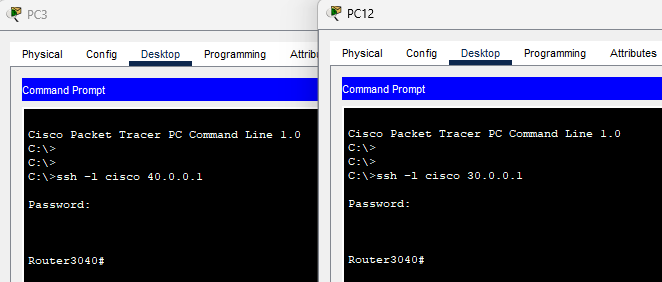 PC3
Physical Config Desktop Programming Attribu
Command Prompt
Cisco Packet Tracer PC Command Line 1.0
C:\>
C:\>
C:\>ssh -l cisco 40.0.0.1
Password:
Router3040#
PC12
Physical Config Desktop Programming Attributes
Command Prompt
Cisco Packet Tracer PC Command Line 1.0
C:\>
C:\>
C:\>ssh -l cisco 30.0.0.1
Password:
Router3040#